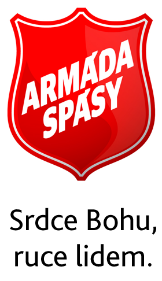 ARMÁDA
SPÁSY
Srdce Bohu,
ruce lidem.